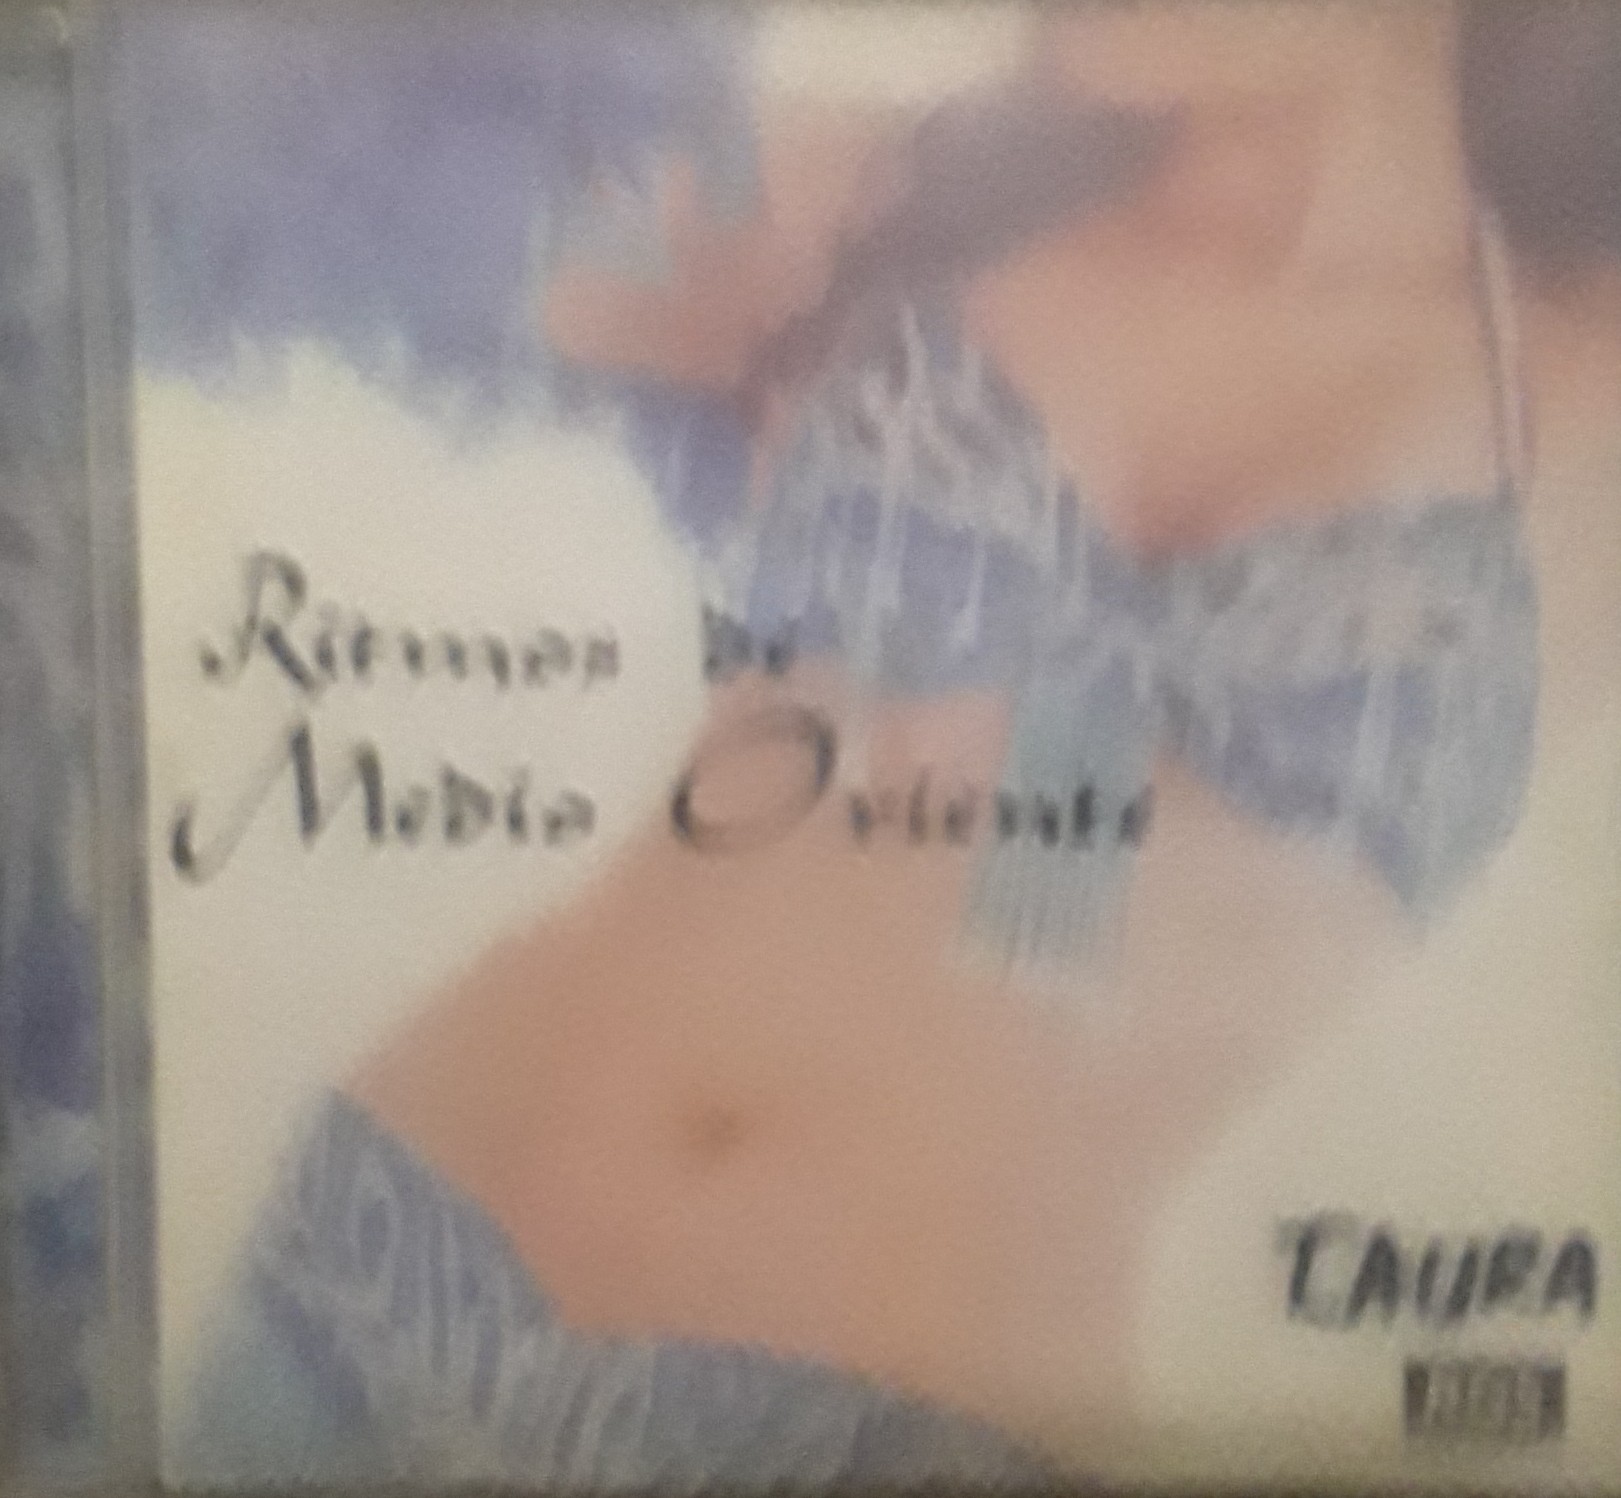 Ritmos de
Medio Oriente
TAURA